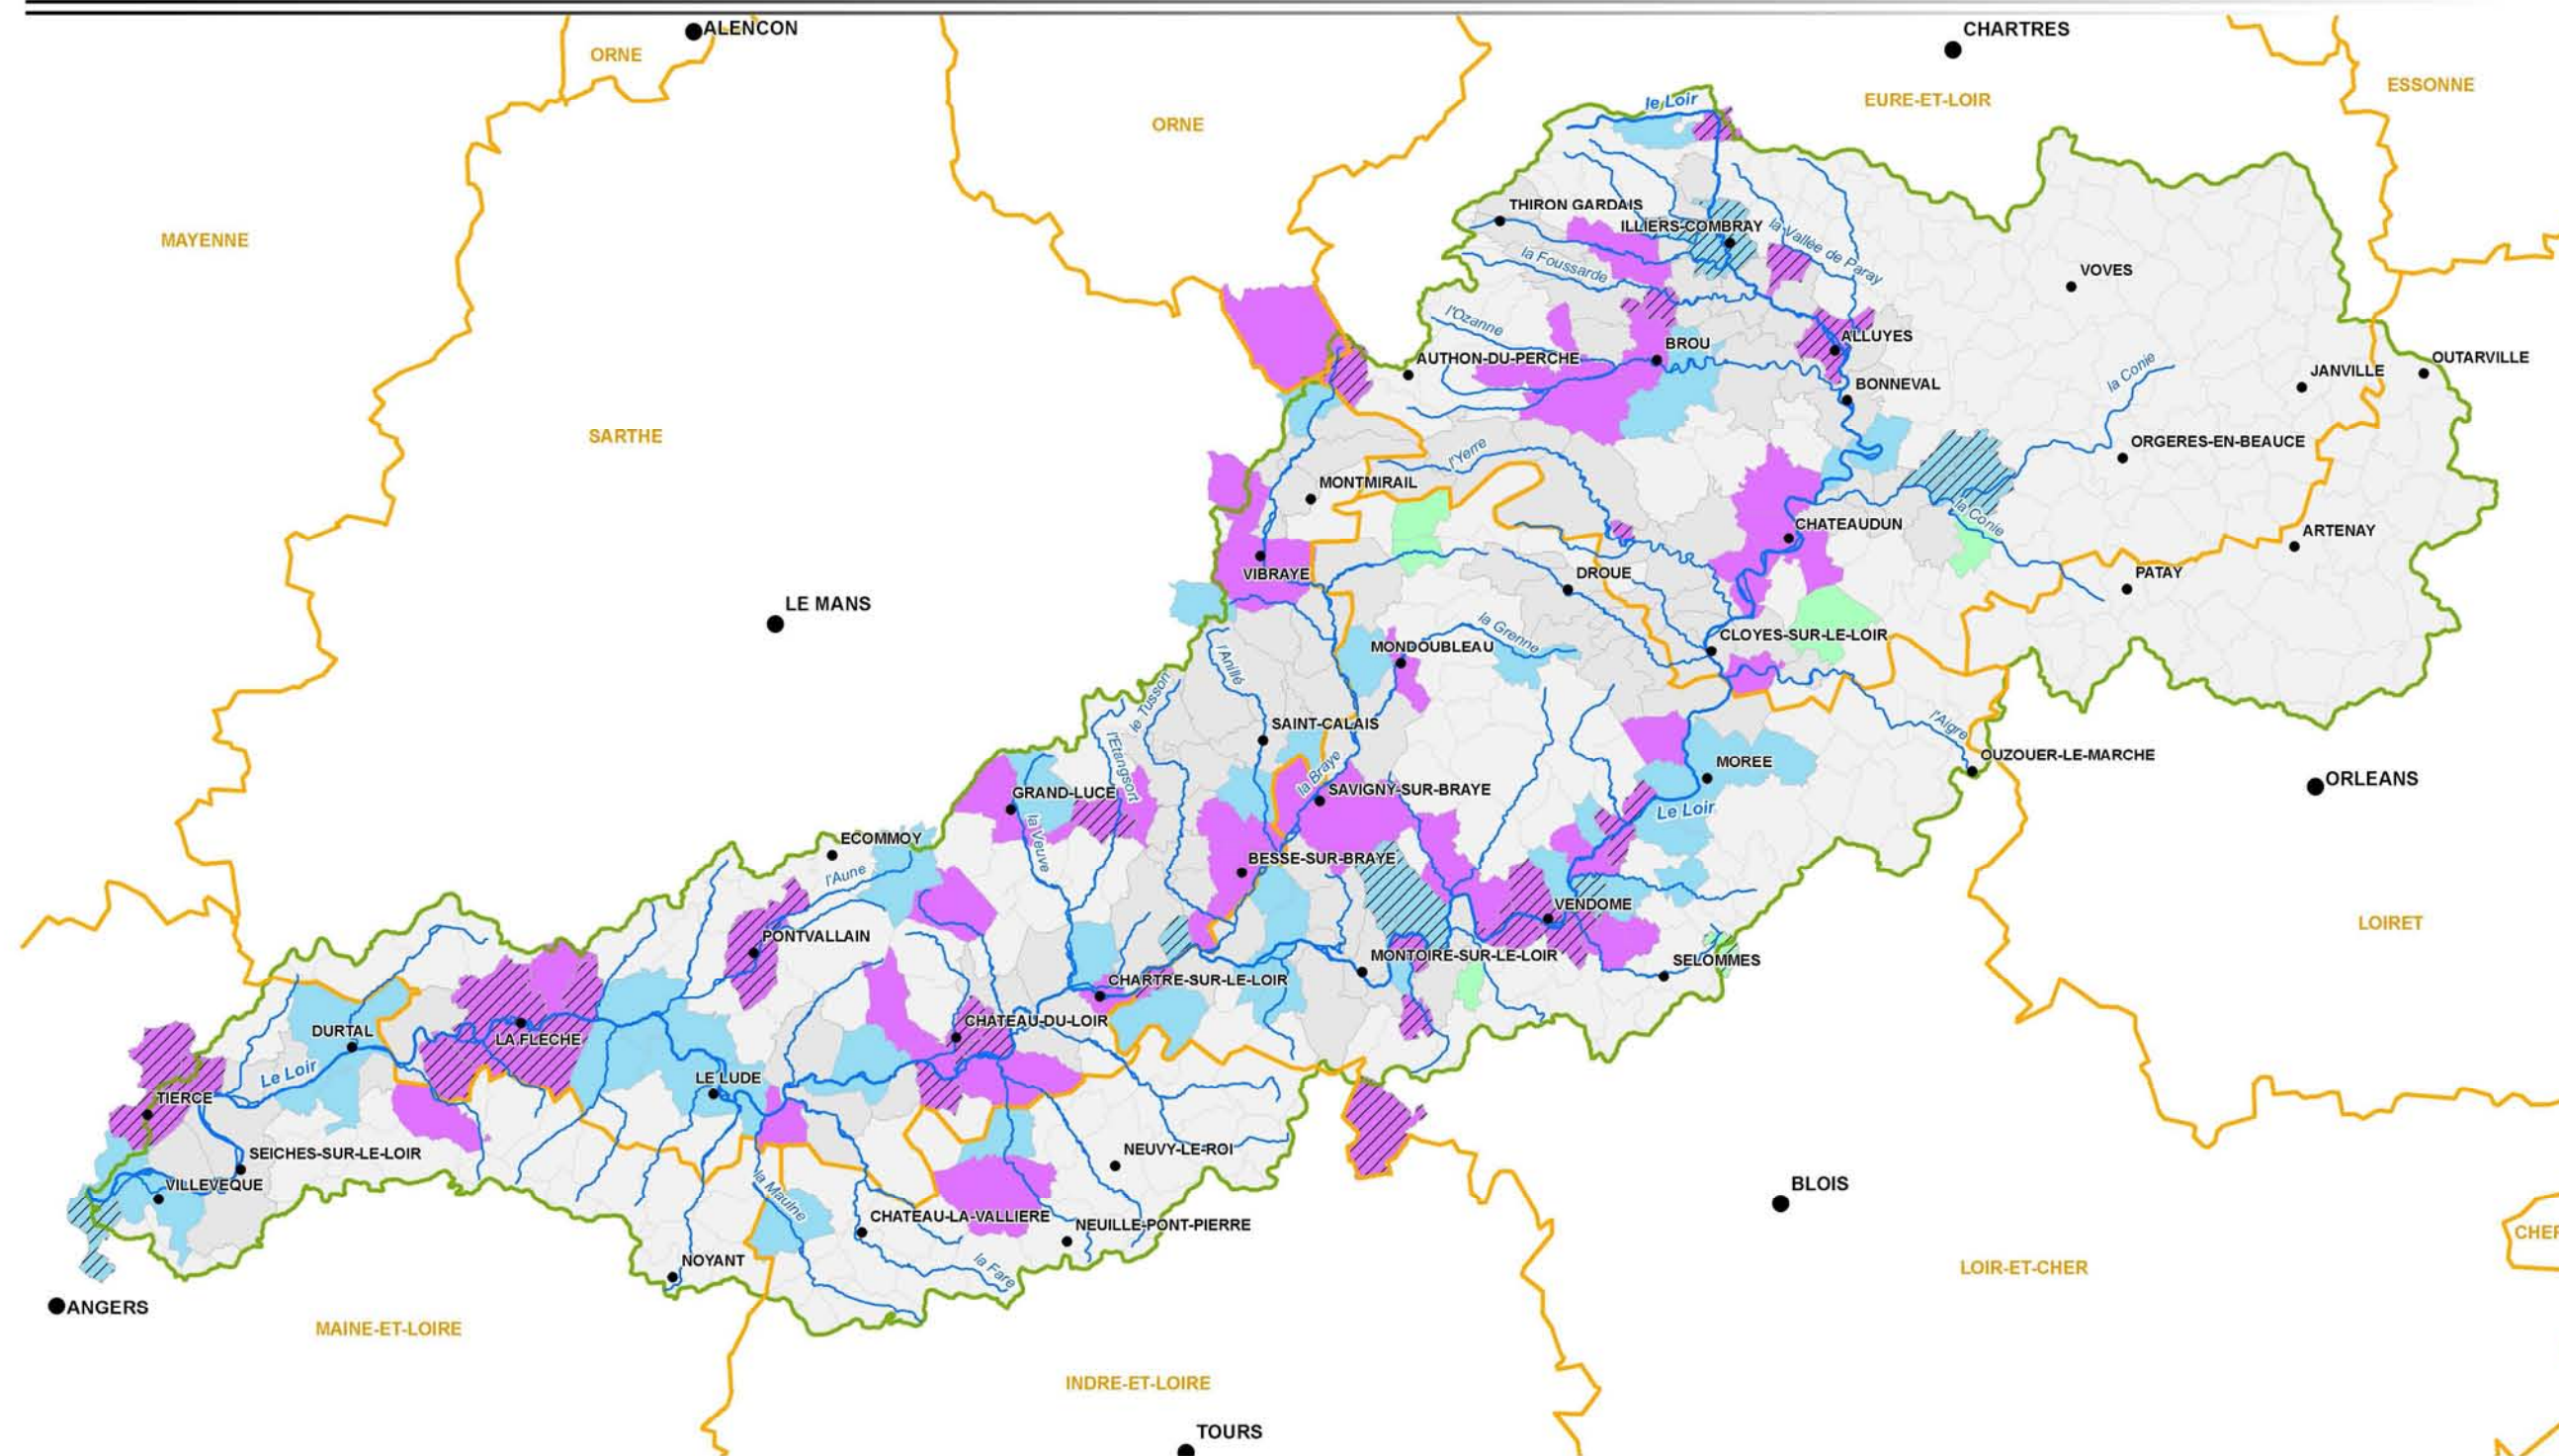 ALENCON
CHARTRES
ORNE
ESSONNE
EURE-ET-LOIR
le Loir
ORNE
THIRON GARDAIS
ILLIERS-COMBRAY
MAYENNE
la Vallée de Paray
la Foussarde
VOVES
l'Ozanne
ALLUYES
BROU
AUTHON-DU-PERCHE
OUTARVILLE
JANVILLE
la Conie
BONNEVAL
SARTHE
ORGERES-EN-BEAUCE
l'Yerre
MONTMIRAIL
la Conie
CHATEAUDUN
ARTENAY
VIBRAYE
DROUE
PATAY
LE MANS
la Grenne
CLOYES-SUR-LE-LOIR
MONDOUBLEAU
l'Anille
le Tusson
SAINT-CALAIS
l'Aigre
OUZOUER-LE-MARCHE
l'Etangsort
MOREE
la Braye
ORLEANS
GRAND-LUCE
SAVIGNY-SUR-BRAYE
Le Loir
ECOMMOY
la Veuve
BESSE-SUR-BRAYE
l'Aune
VENDOME
LOIRET
PONTVALLAIN
MONTOIRE-SUR-LE-LOIR
SELOMMES
CHARTRE-SUR-LE-LOIR
CHATEAU-DU-LOIR
DURTAL
LA FLECHE
Le Loir
LE LUDE
TIERCE
NEUVY-LE-ROI
SEICHES-SUR-LE-LOIR
VILLEVEQUE
BLOIS
la Maulne
CHATEAU-LA-VALLIERE
NEUILLE-PONT-PIERRE
CHER
NOYANT
la Fare
LOIR-ET-CHER
ANGERS
MAINE-ET-LOIRE
INDRE-ET-LOIRE
TOURS